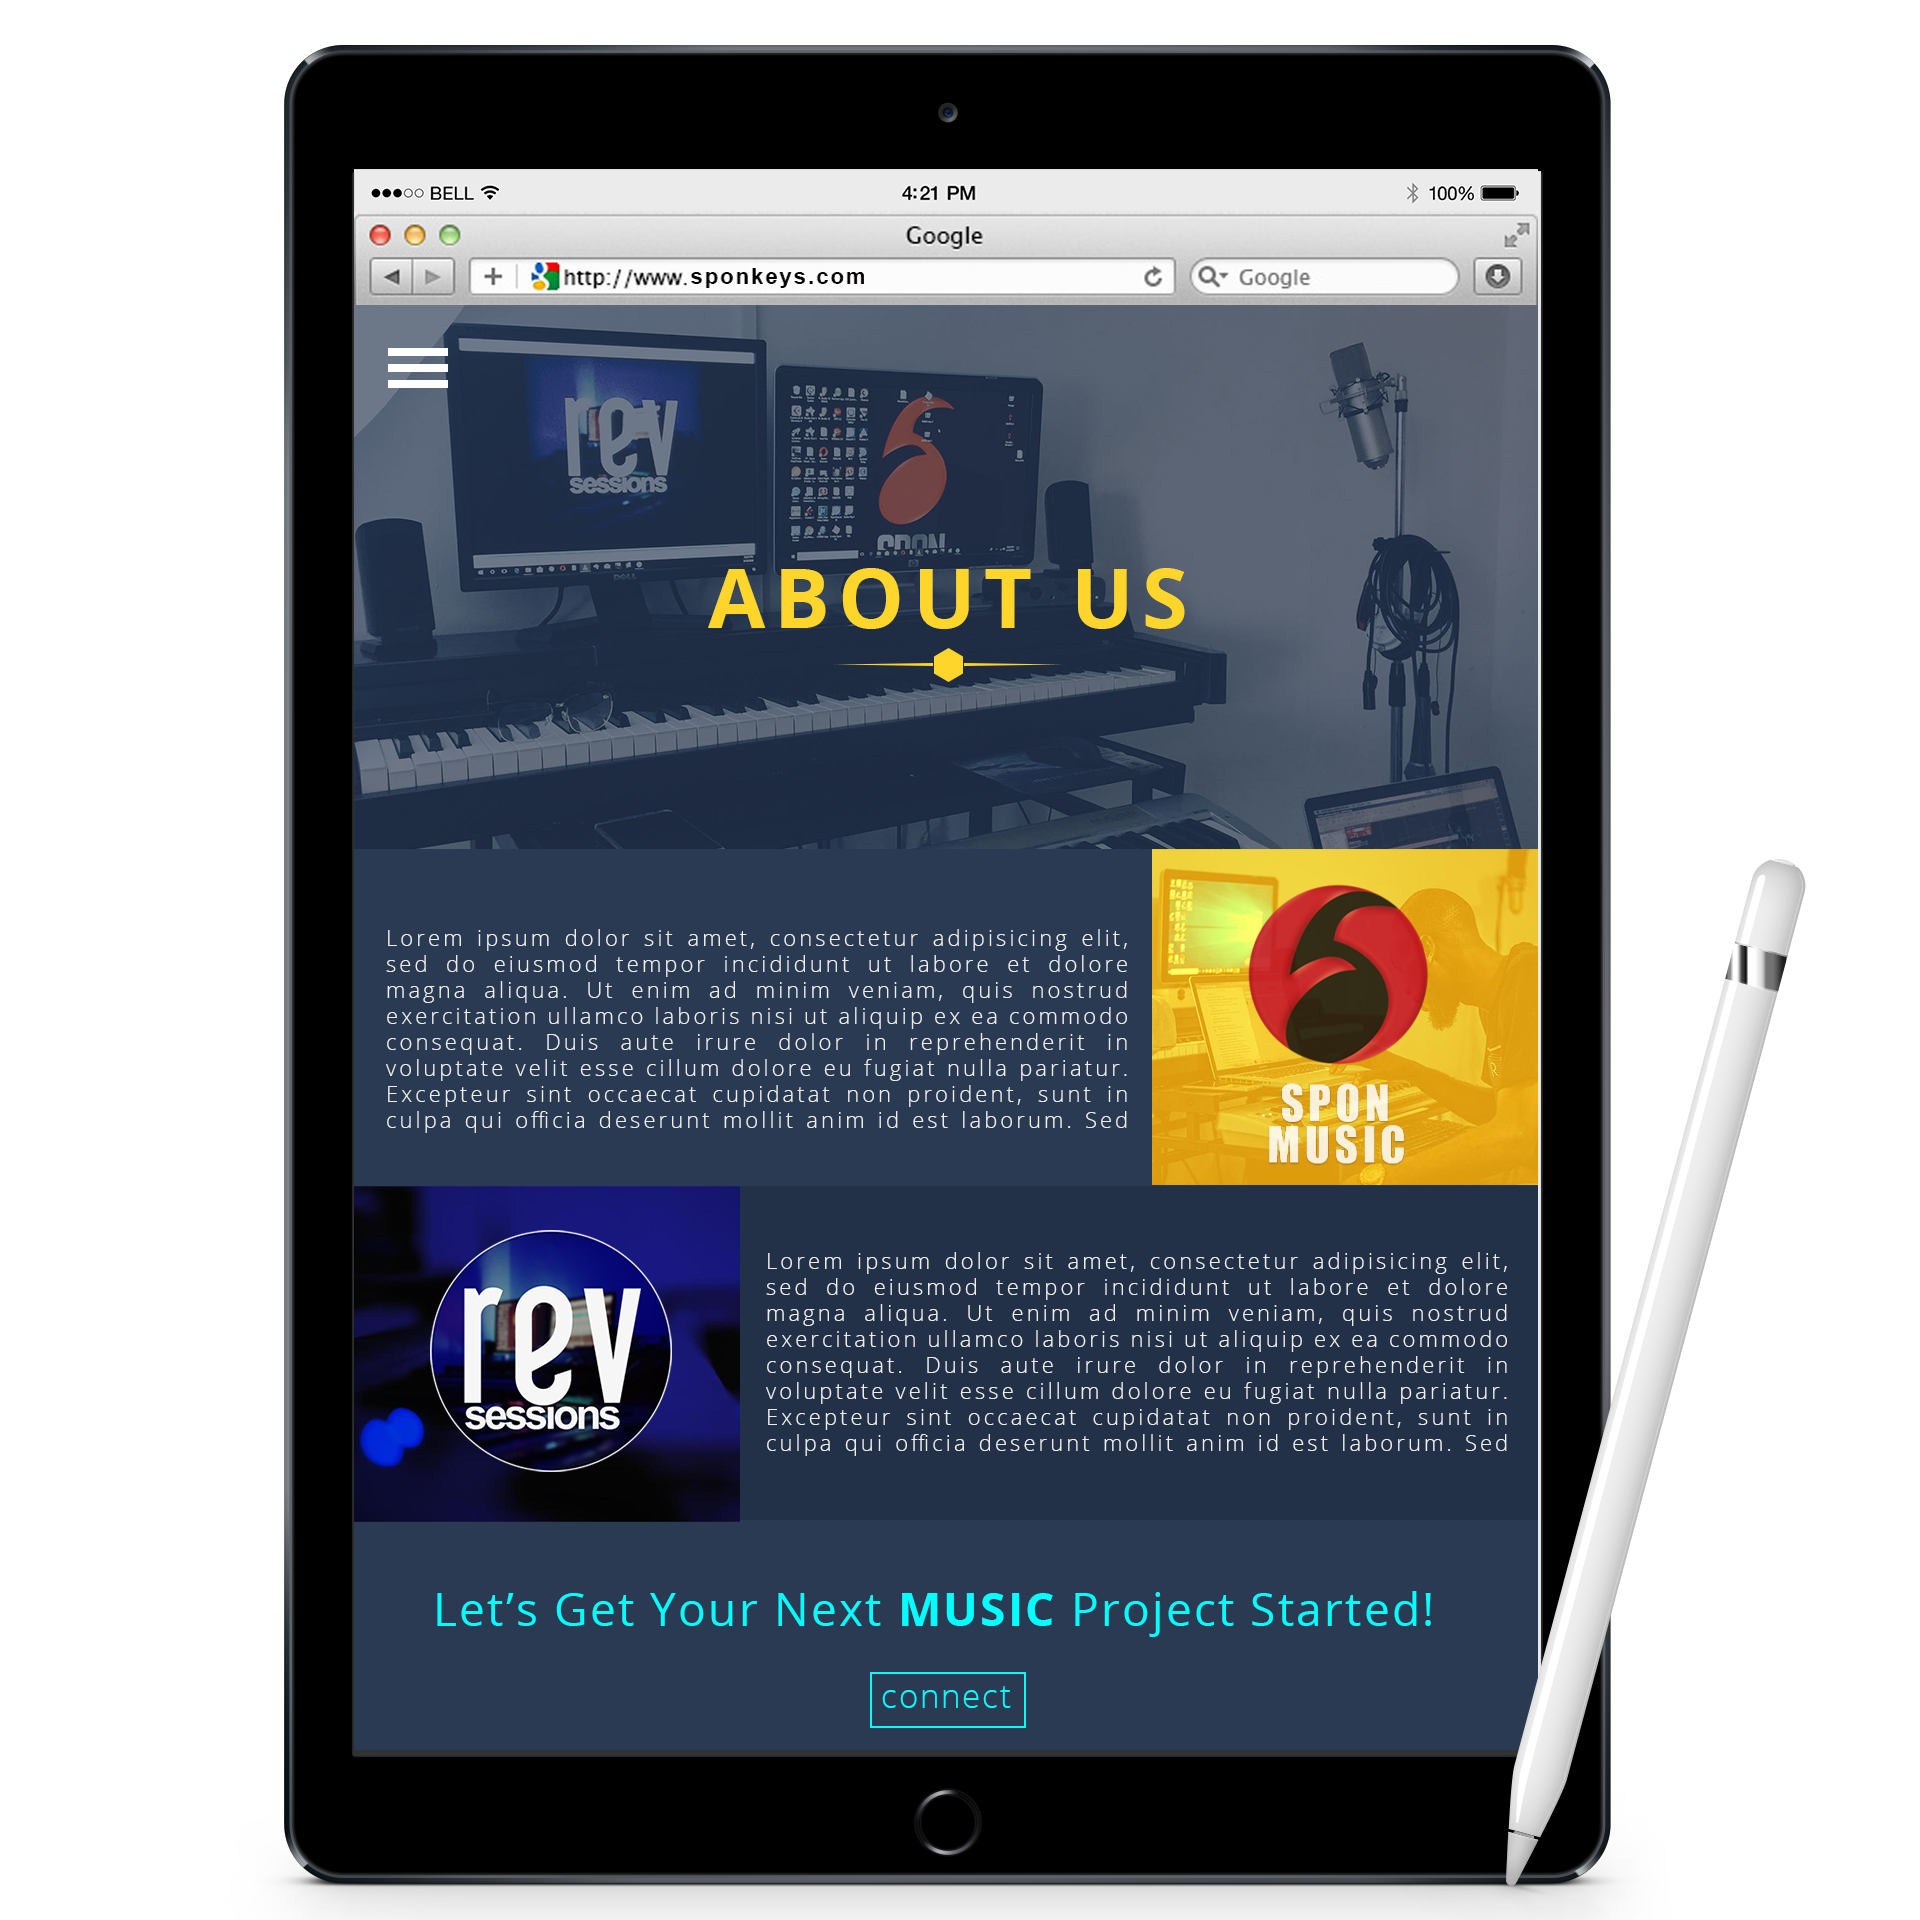 BELL
4:21 PM
100%
Google
http://www.sponkeys.com
Google
rev
sessions
SPON
DELL
ABOUT US
Lorem ipsum dolor sit amet, consectetur adipisicing elit,
sed do eiusmod tempor incididunt ut labore et dolore
magna aliqua. Ut enim ad minim veniam, quis nostrud
exercitation ullamco laboris nisi ut aliquip ex ea commodo
consequat. Duis aute irure dolor in reprehenderit in
voluptate velit esse cillum dolore eu fugiat nulla pariatur.
Excepteur sint occaecat cupidatat non proident, sunt in
culpa qui officia deserunt mollit anim id est laborum. Sed
SPON
MUSIC
rev
sessions
Lorem ipsum dolor sit amet, consectetur adipisicing elit,
sed do eiusmod tempor incididunt ut labore et dolore
magna aliqua. Ut enim ad minim veniam, quis nostrud
exercitation ullamco laboris nisi ut aliquip ex ea commodo
consequat. Duis aute irure dolor in reprehenderit in
voluptate velit esse cillum dolore eu fugiat nulla pariatur.
Excepteur sint occaecat cupidatat non proident, sunt in
culpa qui officia deserunt mollit anim id est laborum. Sed
Let’s Get Your Next MUSIC Project Started!
connect